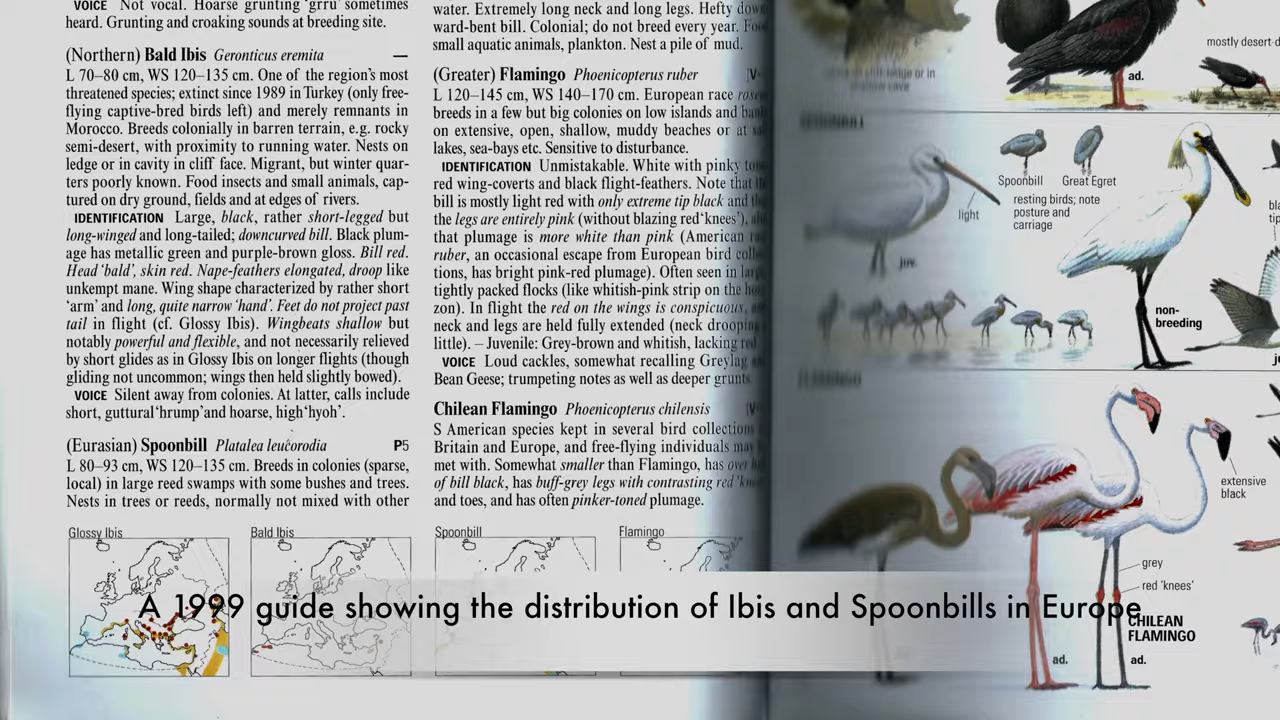 VOICE Not vocal. Hoarse grunting 'grru' sometimes
heard. Grunting and croaking sounds at breeding site.
(Northern) Bald Ibis Geronticus eremita —
L 70–80 cm, WS 120–135 cm. One of the region's most
threatened species; extinct since 1989 in Turkey (only free-
flying captive-bred birds left) and merely remnants in
Morocco. Breeds colonially in barren terrain, e.g. rocky
semi-desert, with proximity to running water. Nests on
ledge or in cavity in cliff face. Migrant, but winter quar-
ters poorly known. Food insects and small animals, cap-
tured on dry ground, fields and at edges of rivers.
IDENTIFICATION Large, black, rather short-legged but
long-winged and long-tailed; downcurved bill. Black plum-
age has metallic green and purple-brown gloss. Bill red.
Head 'bald', skin red. Nape-feathers elongated, droop like
unkempt mane. Wing shape characterized by rather short
'arm' and long, quite narrow 'hand'. Feet do not project past
tail in flight (cf. Glossy Ibis). Wingbeats shallow but
notably powerful and flexible, and not necessarily relieved
by short glides as in Glossy Ibis on longer flights (though
gliding not uncommon; wings then held slightly bowed).
VOICE Silent away from colonies. At latter, calls include
short, guttural 'hrump' and hoarse, high 'hyoh'.
(Eurasian) Spoonbill Platalea leucorodia P5
L 80–93 cm, WS 120–135 cm. Breeds in colonies (sparse,
local) in large reed swamps with some bushes and trees.
Nests in trees or reeds, normally not mixed with other
water. Extremely long neck and long legs. Hefty down
ward-bent bill. Colonial; do not breed every year.
small aquatic animals, plankton. Nest a pile of mud.
(Greater) Flamingo Phoenicopterus ruber
L 120–145 cm, WS 140–170 cm. European race
breeds in a few but big colonies on low islands and
on extensive, open, shallow, muddy beaches or at
lakes, sea-bays etc. Sensitive to disturbance.
IDENTIFICATION Unmistakable. White with pinky
red wing-coverts and black flight-feathers. Note that
bill is mostly light red with only extreme tip black and
the legs are entirely pink (without blazing red 'knees'),
that plumage is more white than pink (American
ruber, an occasional escape from European bird
tions, has bright pink-red plumage). Often seen in
tightly packed flocks (like whitish-pink strip on the
zon). In flight the red on the wings is conspicuous,
neck and legs are held fully extended (neck drooping
little). – Juvenile: Grey-brown and whitish, lacking red
VOICE Loud cackles, somewhat recalling Greylag
Bean Geese; trumpeting notes as well as deeper grunts
Chilean Flamingo Phoenicopterus chilensis
S American species kept in several bird collections
Britain and Europe, and free-flying individuals may
met with. Somewhat smaller than Flamingo, has over
of bill black, has buff-grey legs with contrasting red
and toes, and has often pinker-toned plumage.
Glossy Ibis
Bald Ibis
Spoonbill
Flamingo
ad.
mostly desert
Spoonbill Great Egret
resting birds; note
posture and
carriage
light
juv.
non-
breeding
extensive
black
grey
red 'knees'
CHILEAN
FLAMINGO
ad.
ad.
A 1999 guide showing the distribution of Ibis and Spoonbills in Europe